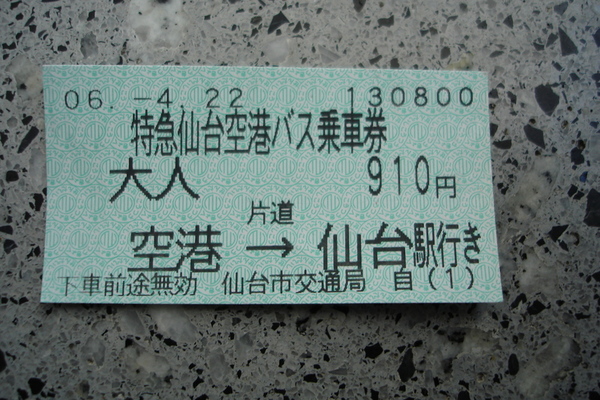 06.-4.22 130800
特急仙台空港バス乗車券
大人 910円
片道
空港 → 仙台駅行き
下車前途無効 仙台市交通局 自(1)